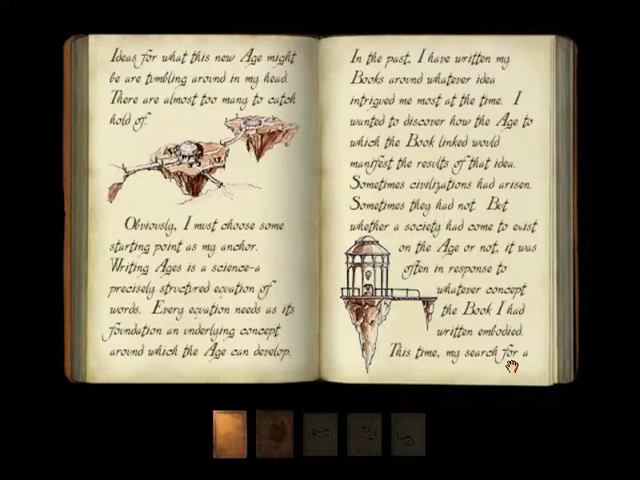 Ideas for what this new Age might
be are tumbling around in my head.
There are almost too many to catch
hold of.
Obviously, I must choose some
starting point as my anchor.
Writing Ages is a science-a
precisely structured equation of
words. Every equation needs as its
foundation an underlying concept
around which the Age can develop.
In the past, I have written my
Books around whatever idea
intrigued me most at the time. I
wanted to discover how the Age to
which the Book linked would
manifest the results of that idea.
Sometimes civilizations had arisen.
Sometimes they had not. But
whether a society had come to exist
on the Age or not, it was
often in response to
whatever concept
the Book I had
written embodied.
This time, my search for a